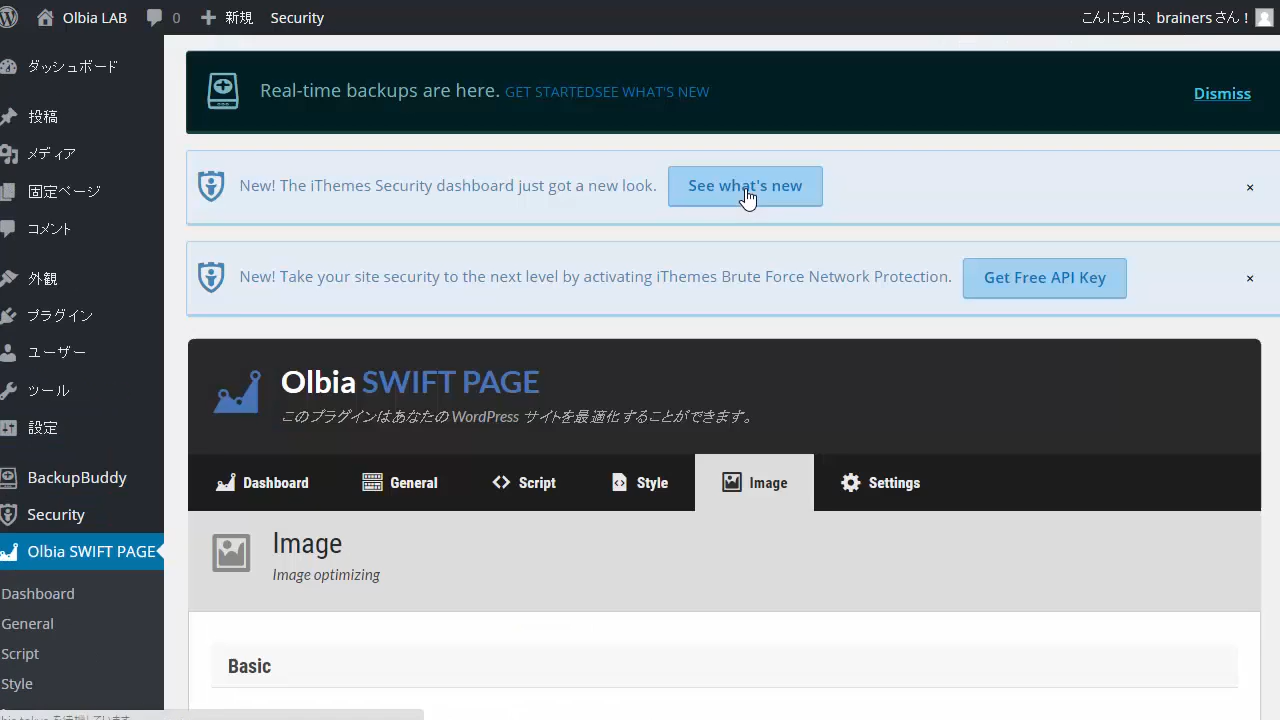 Olbia LAB 0 新規 Security こんにちは、brainers さん！
ダッシュボード
投稿
メディア
固定ページ
コメント
外観
プラグイン
ユーザー
ツール
設定
BackupBuddy
Security
Olbia SWIFT PAGE
Dashboard
General
Script
Style
Real-time backups are here. GET STARTEDSEE WHAT'S NEW Dismiss
New! The iThemes Security dashboard just got a new look. See what's new ×
New! Take your site security to the next level by activating iThemes Brute Force Network Protection. Get Free API Key ×
Olbia SWIFT PAGE
このプラグインはあなたの WordPress サイトを最適化することができます。
Dashboard General Script Style Image Settings
Image
Image optimizing
Basic